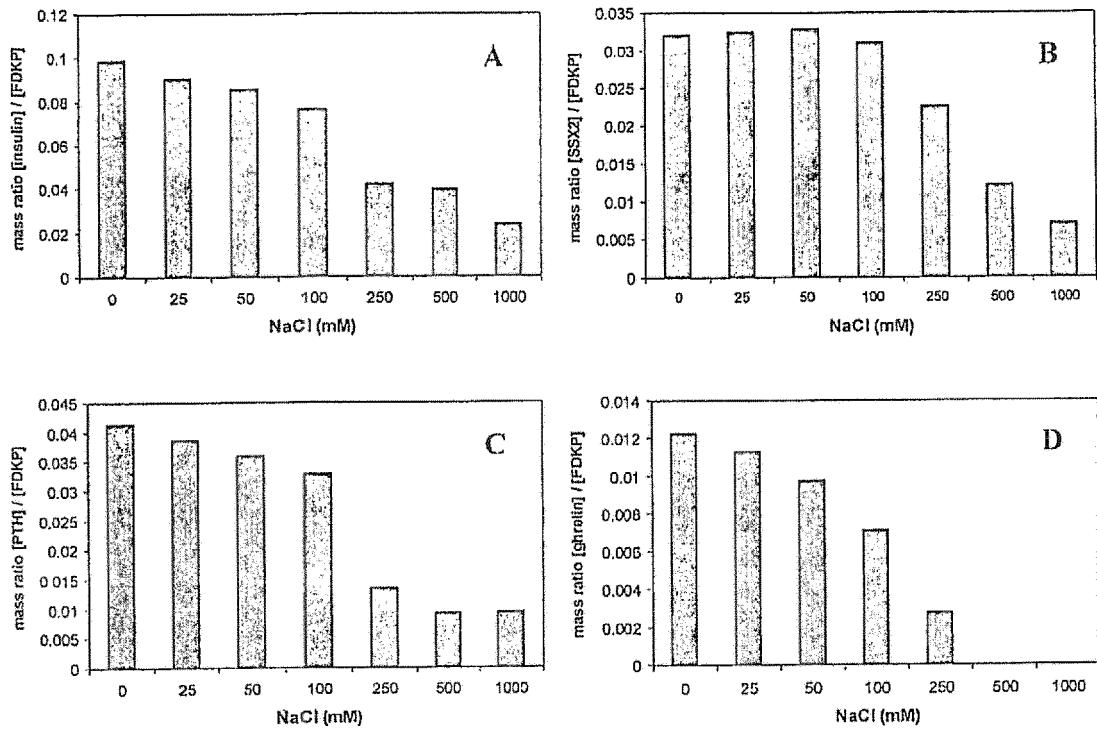 0.12
0.1
0.08
0.06
0.04
0.02
0
mass ratio [insulin] / [FDKP]
A
0 25 50 100 250 500 1000
NaCl (mM)
0.035
0.03
0.025
0.02
0.015
0.01
0.005
0
mass ratio [SSX2] / [FDKP]
B
0 25 50 100 250 500 1000
NaCl (mM)
0.045
0.04
0.035
0.03
0.025
0.02
0.015
0.01
0.005
0
mass ratio [PTH] / [FDKP]
C
0 25 50 100 250 500 1000
NaCl (mM)
0.014
0.012
0.01
0.008
0.006
0.004
0.002
0
mass ratio [ghrelin] / [FDKP]
D
0 25 50 100 250 500 1000
NaCl (mM)